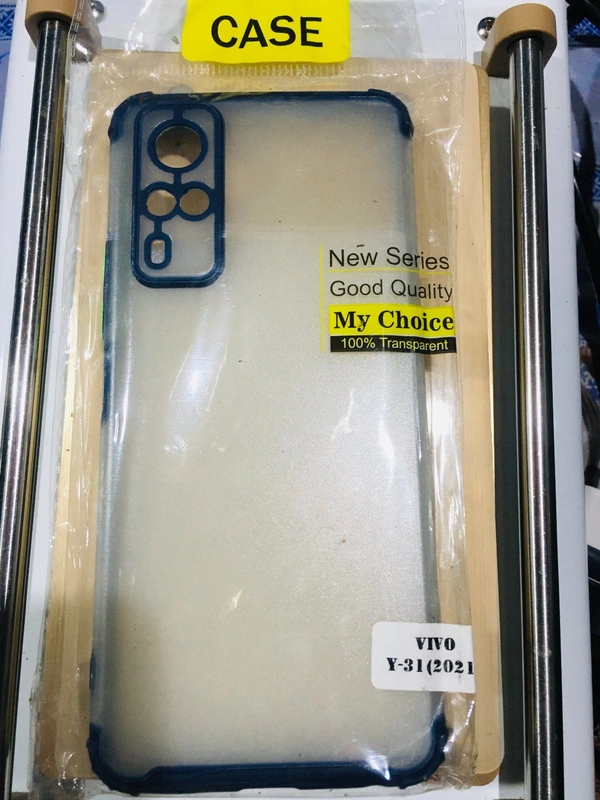 CASE
New Series
Good Quality
My Choice
100% Transparent
VIVO
Y-31(2021